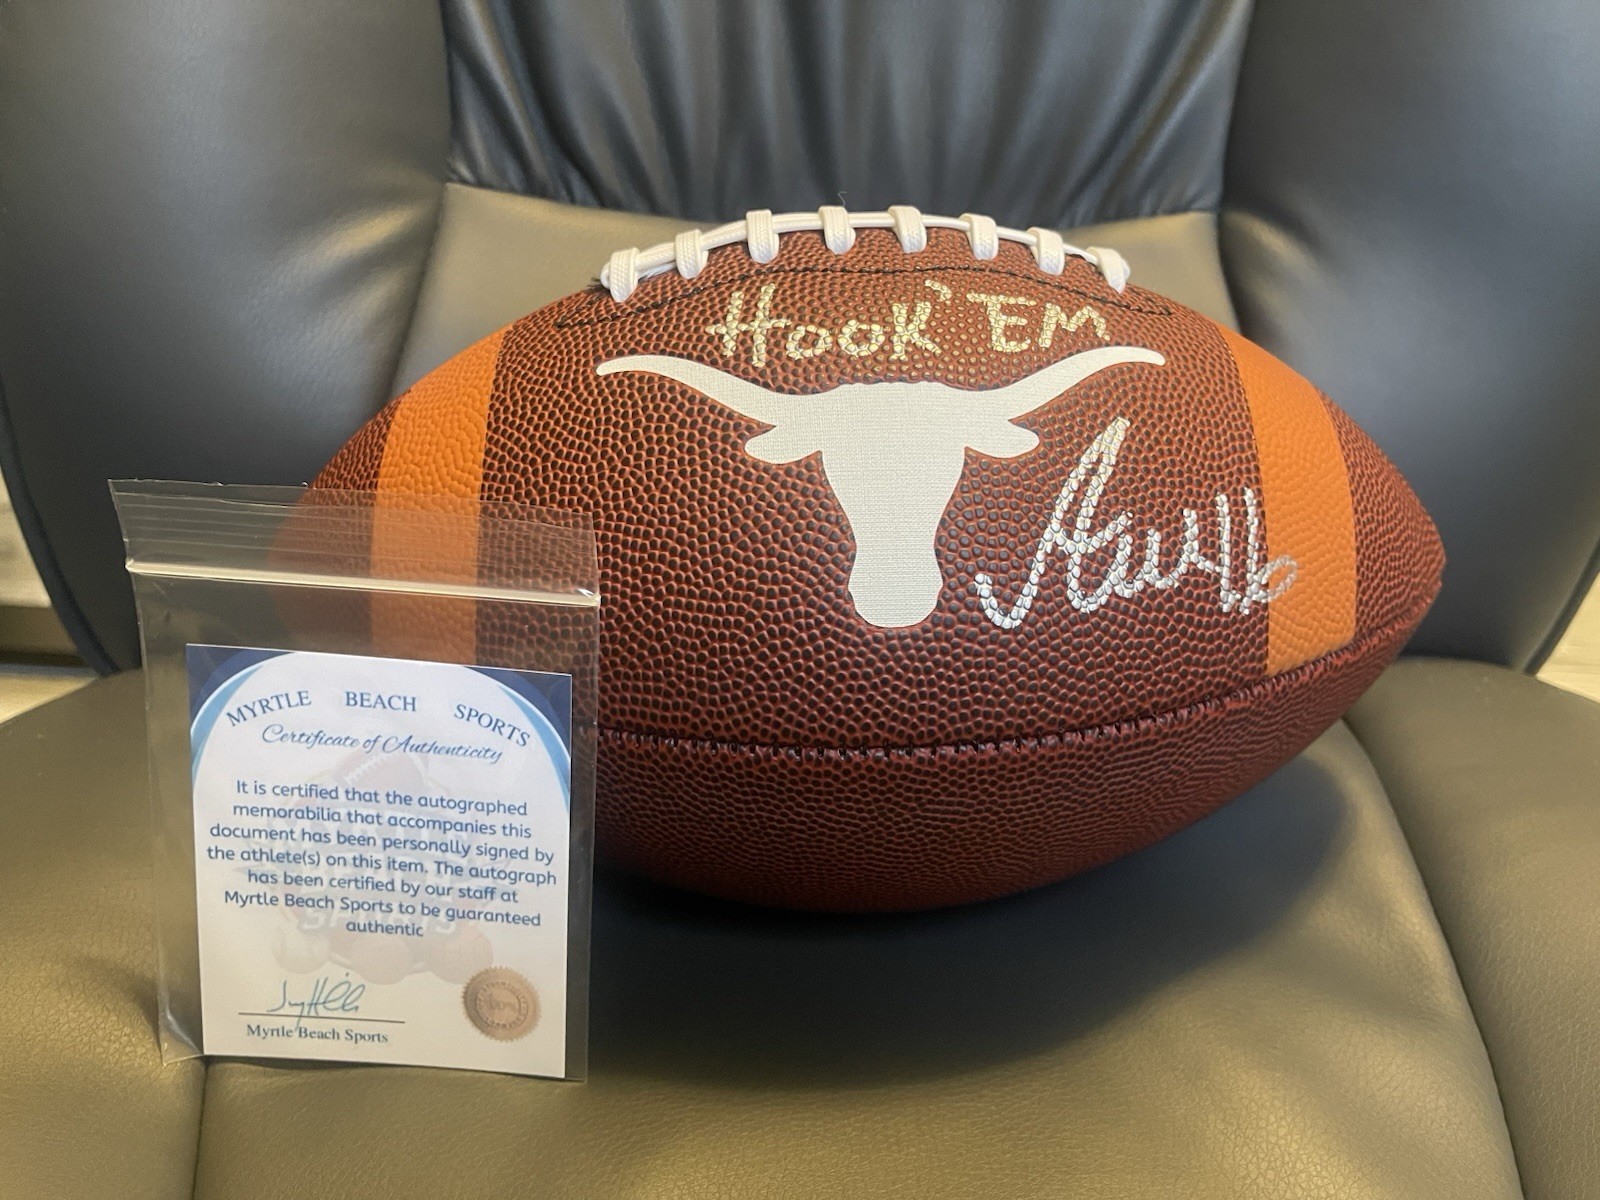 Hook 'EM
MYRTLE BEACH SPORTS
Certificate of Authenticity
It is certified that the autographed
memorabilia that accompanies this
document has been personally signed by
the athlete(s) on this item. The autograph
has been certified by our staff at
Myrtle Beach Sports to be guaranteed
authentic
Myrtle Beach Sports